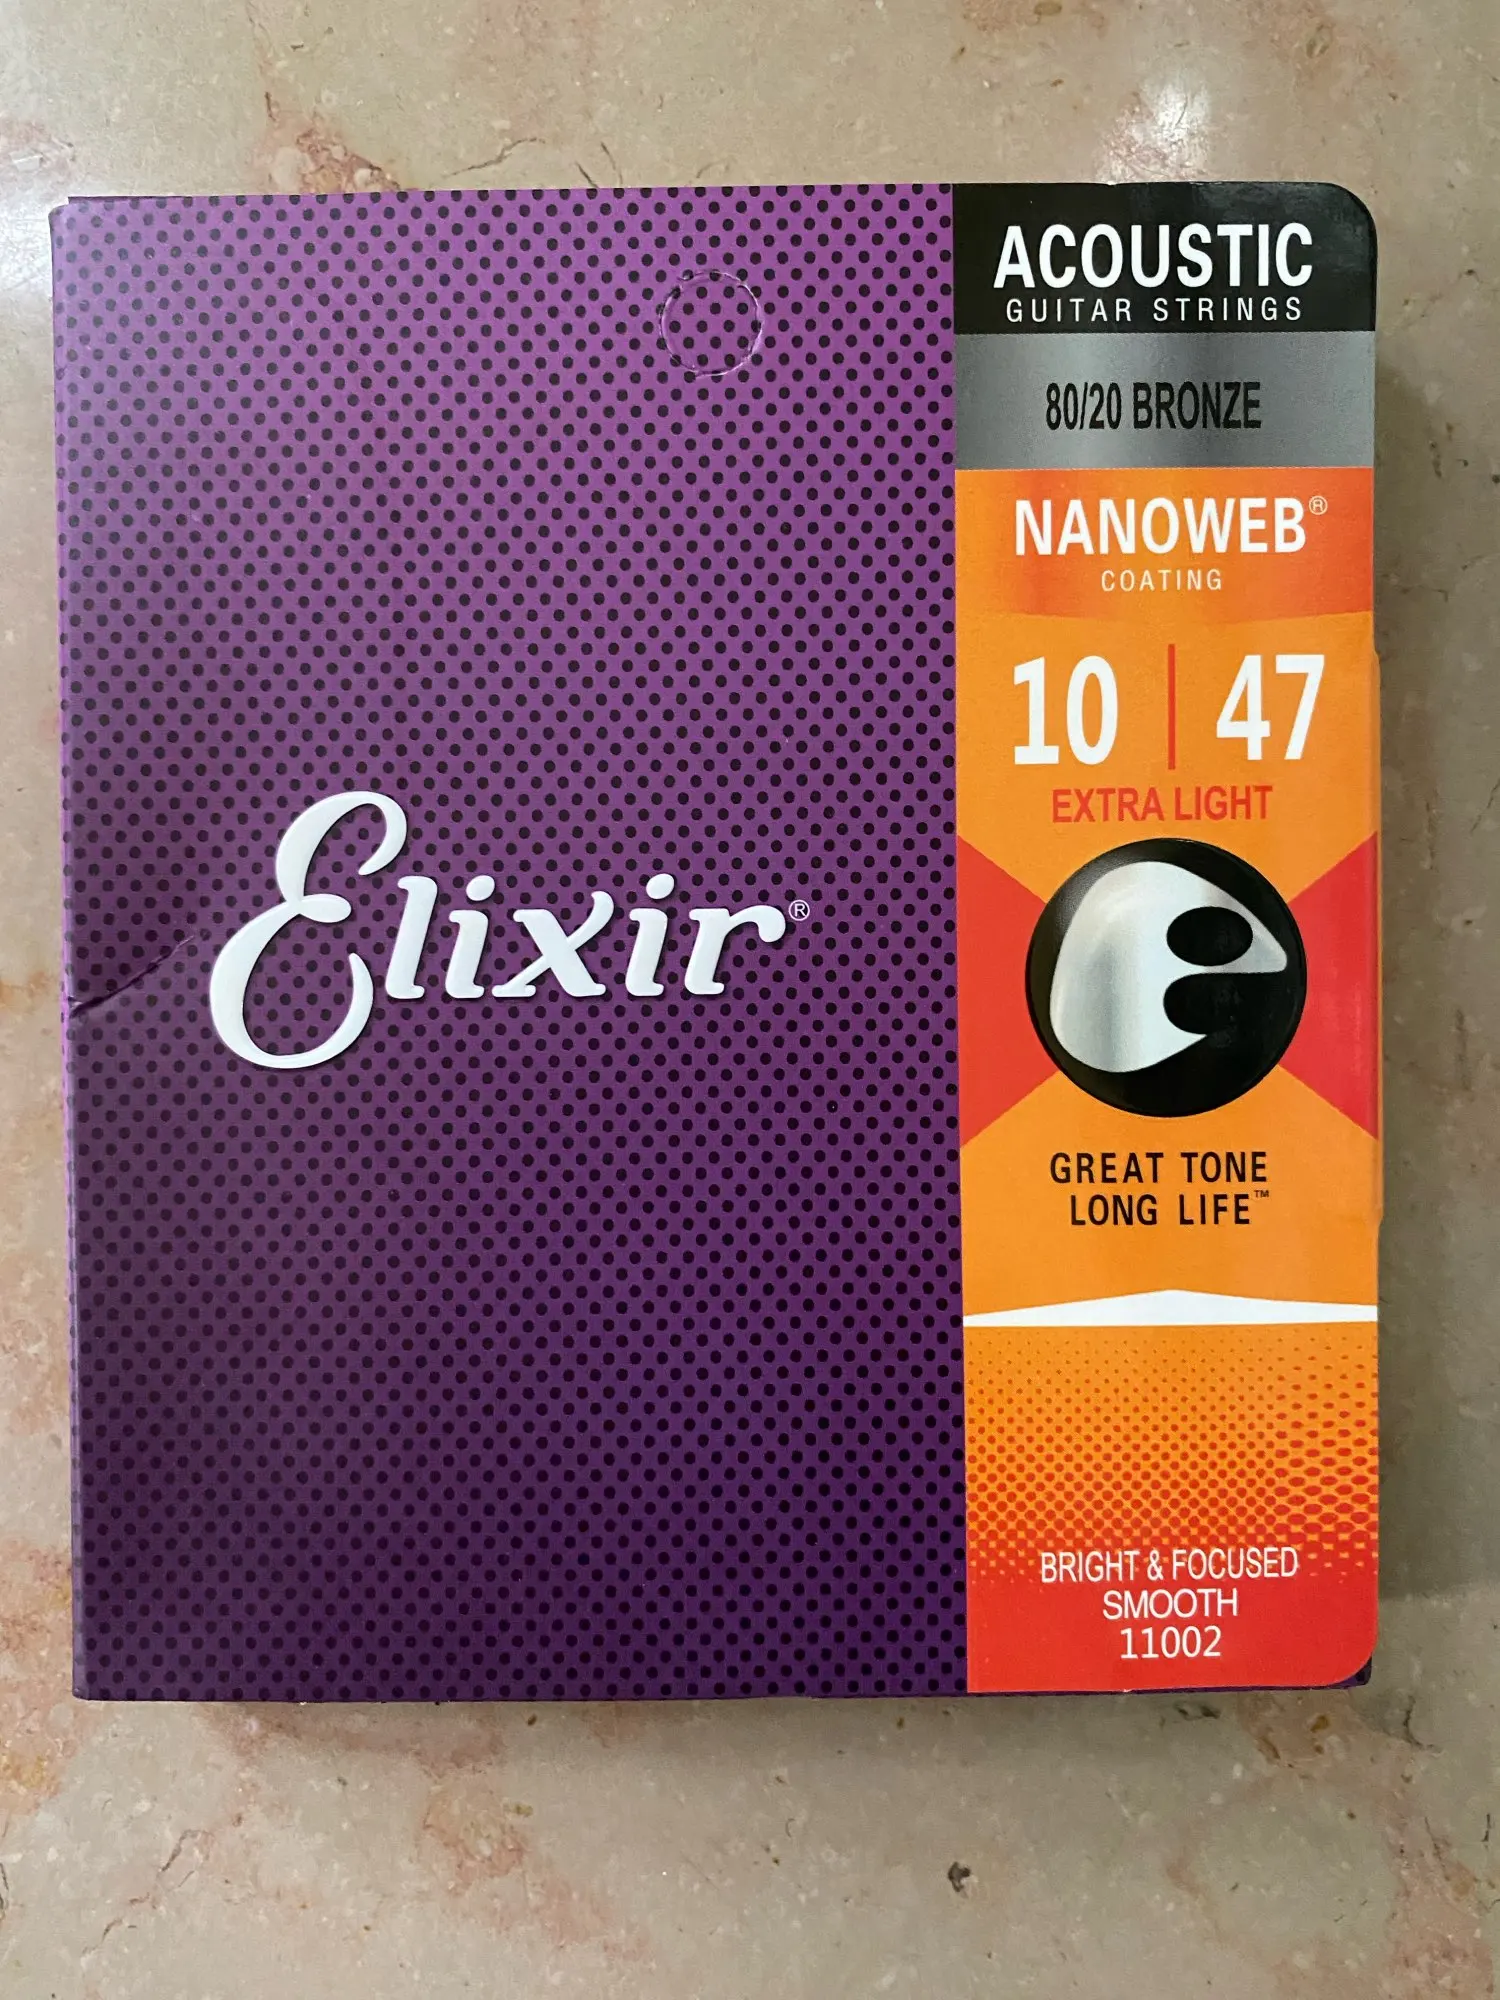 Elixir®
ACOUSTIC
GUITAR STRINGS
80/20 BRONZE
NANOWEB®
COATING
10 | 47
EXTRA LIGHT
GREAT TONE
LONG LIFE™
BRIGHT & FOCUSED
SMOOTH
11002